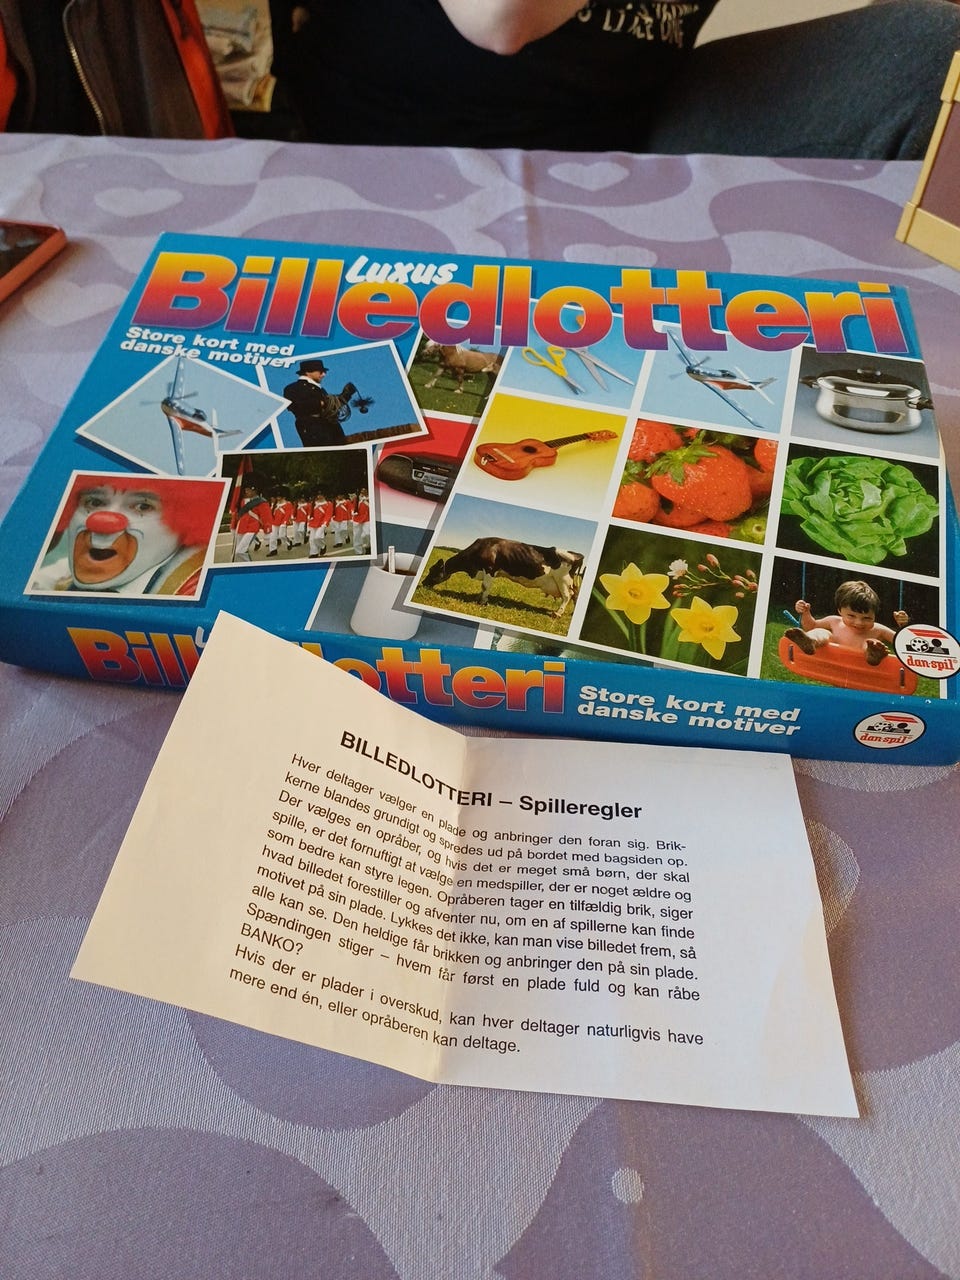 Luxus
Billedlotteri
Store kort med
danske motiver
dan-spil
Billedlotteri
Store kort med
danske motiver
dan-spil
BILLEDLOTTERI – Spilleregler
Hver deltager vælger en plade og anbringer den foran sig. Brik-
kerne blandes grundigt og spredes ud på bordet med bagsiden op.
Der vælges en opråber, og hvis det er meget små børn, der skal
spille, er det fornuftigt at vælge en medspiller, der er noget ældre og
som bedre kan styre legen. Opråberen tager en tilfældig brik, siger
hvad billedet forestiller og afventer nu, om en af spillerne kan finde
motivet på sin plade. Lykkes det ikke, kan man vise billedet frem, så
alle kan se. Den heldige får brikken og anbringer den på sin plade.
Spændingen stiger – hvem får først en plade fuld og kan råbe
BANKO?
Hvis der er plader i overskud, kan hver deltager naturligvis have
mere end én, eller opråberen kan deltage.